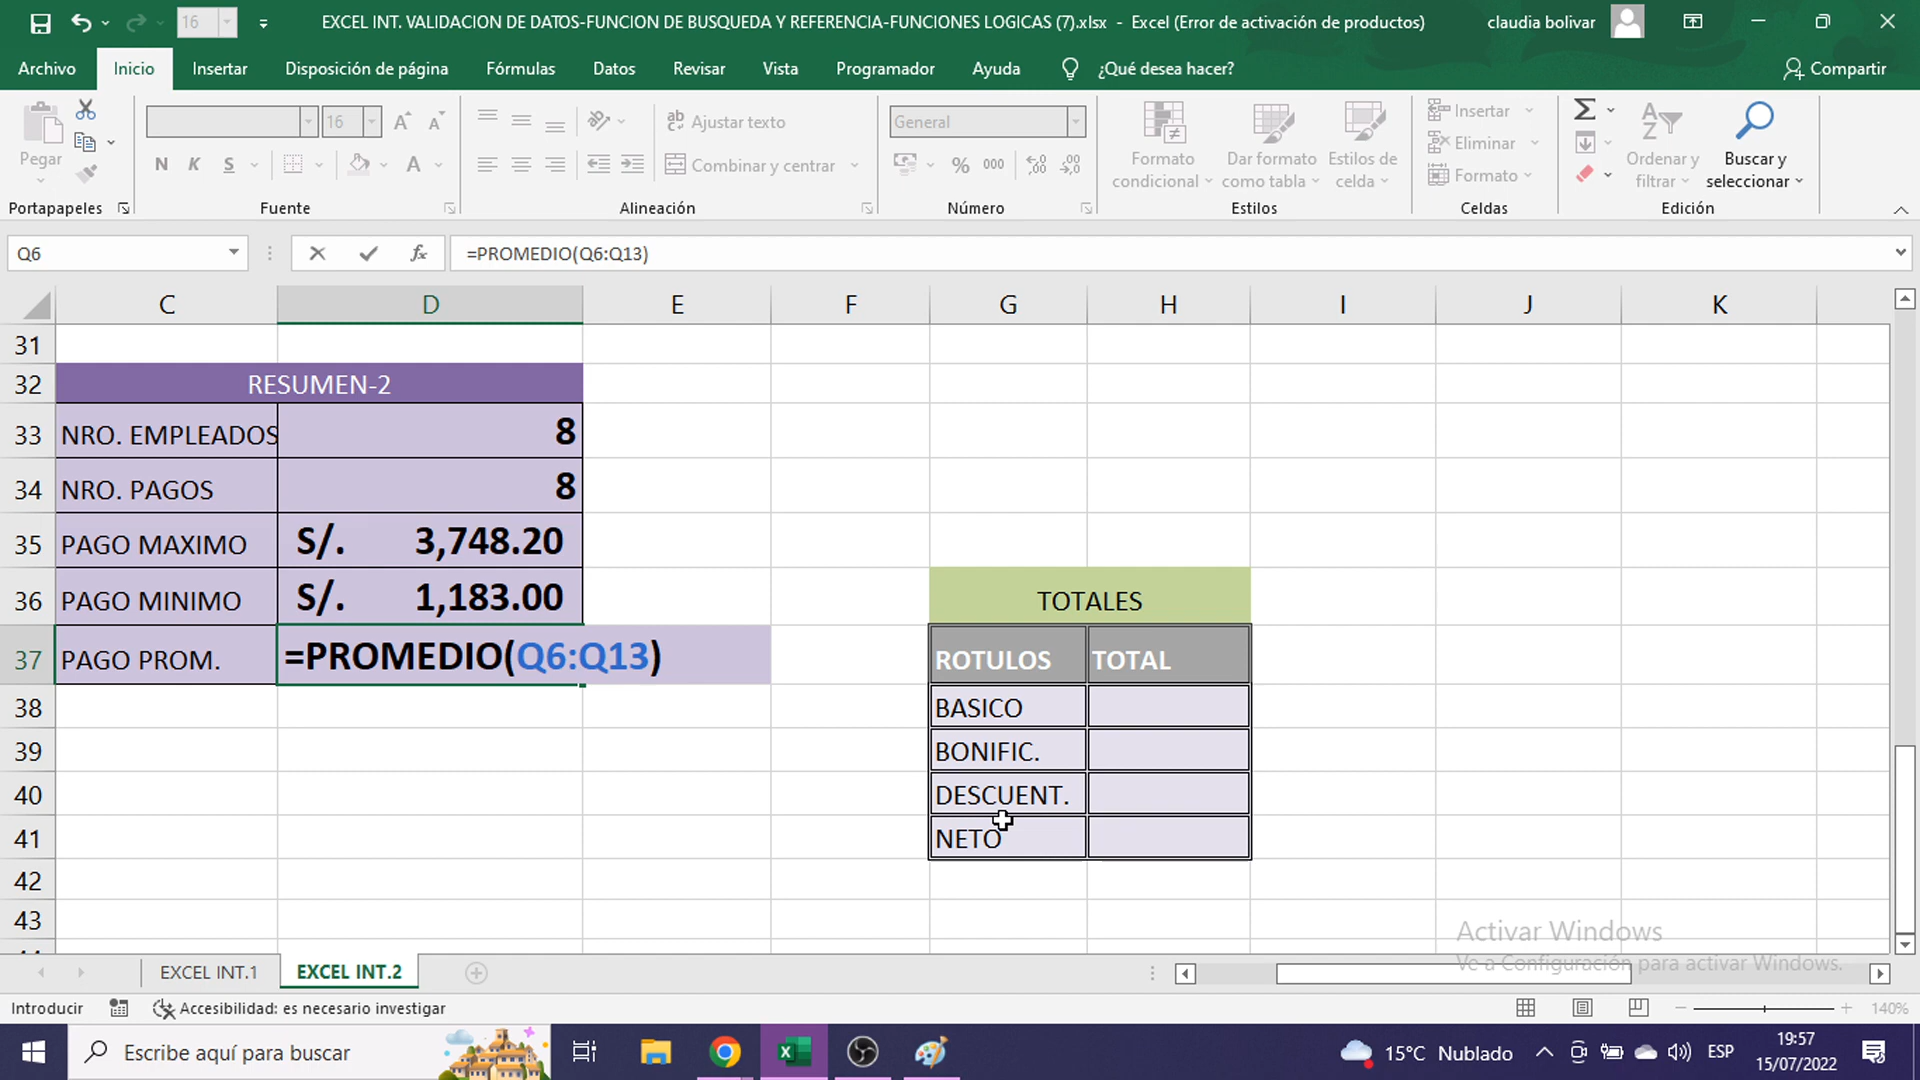 16
EXCEL INT. VALIDACION DE DATOS-FUNCION DE BUSQUEDA Y REFERENCIA-FUNCIONES LOGICAS (7).xlsx - Excel (Error de activación de productos)
claudia bolivar
Archivo Inicio Insertar Disposición de página Fórmulas Datos Revisar Vista Programador Ayuda ¿Qué desea hacer? Compartir
Pegar
16 A A
N K S A
ab Ajustar texto
Combinar y centrar
General
% 000
Formato condicional
Dar formato como tabla
Estilos de celda
Insertar
Eliminar
Formato
Σ
Ordenar y filtrar
Buscar y seleccionar
Portapapeles Fuente Alineación Número Estilos Celdas Edición
Q6 fx =PROMEDIO(Q6:Q13)
C D E F G H I J K
31
32 RESUMEN-2
33 NRO. EMPLEADOS 8
34 NRO. PAGOS 8
35 PAGO MAXIMO S/. 3,748.20
36 PAGO MINIMO S/. 1,183.00 TOTALES
37 PAGO PROM. =PROMEDIO(Q6:Q13) ROTULOS TOTAL
38 BASICO
39 BONIFIC.
40 DESCUENT.
41 NETO
42
43
Activar Windows
Ve a Configuración para activar Windows.
EXCEL INT.1 EXCEL INT.2
Introducir Accesibilidad: es necesario investigar 140%
Escribe aquí para buscar 15°C Nublado ESP 19:57
15/07/2022